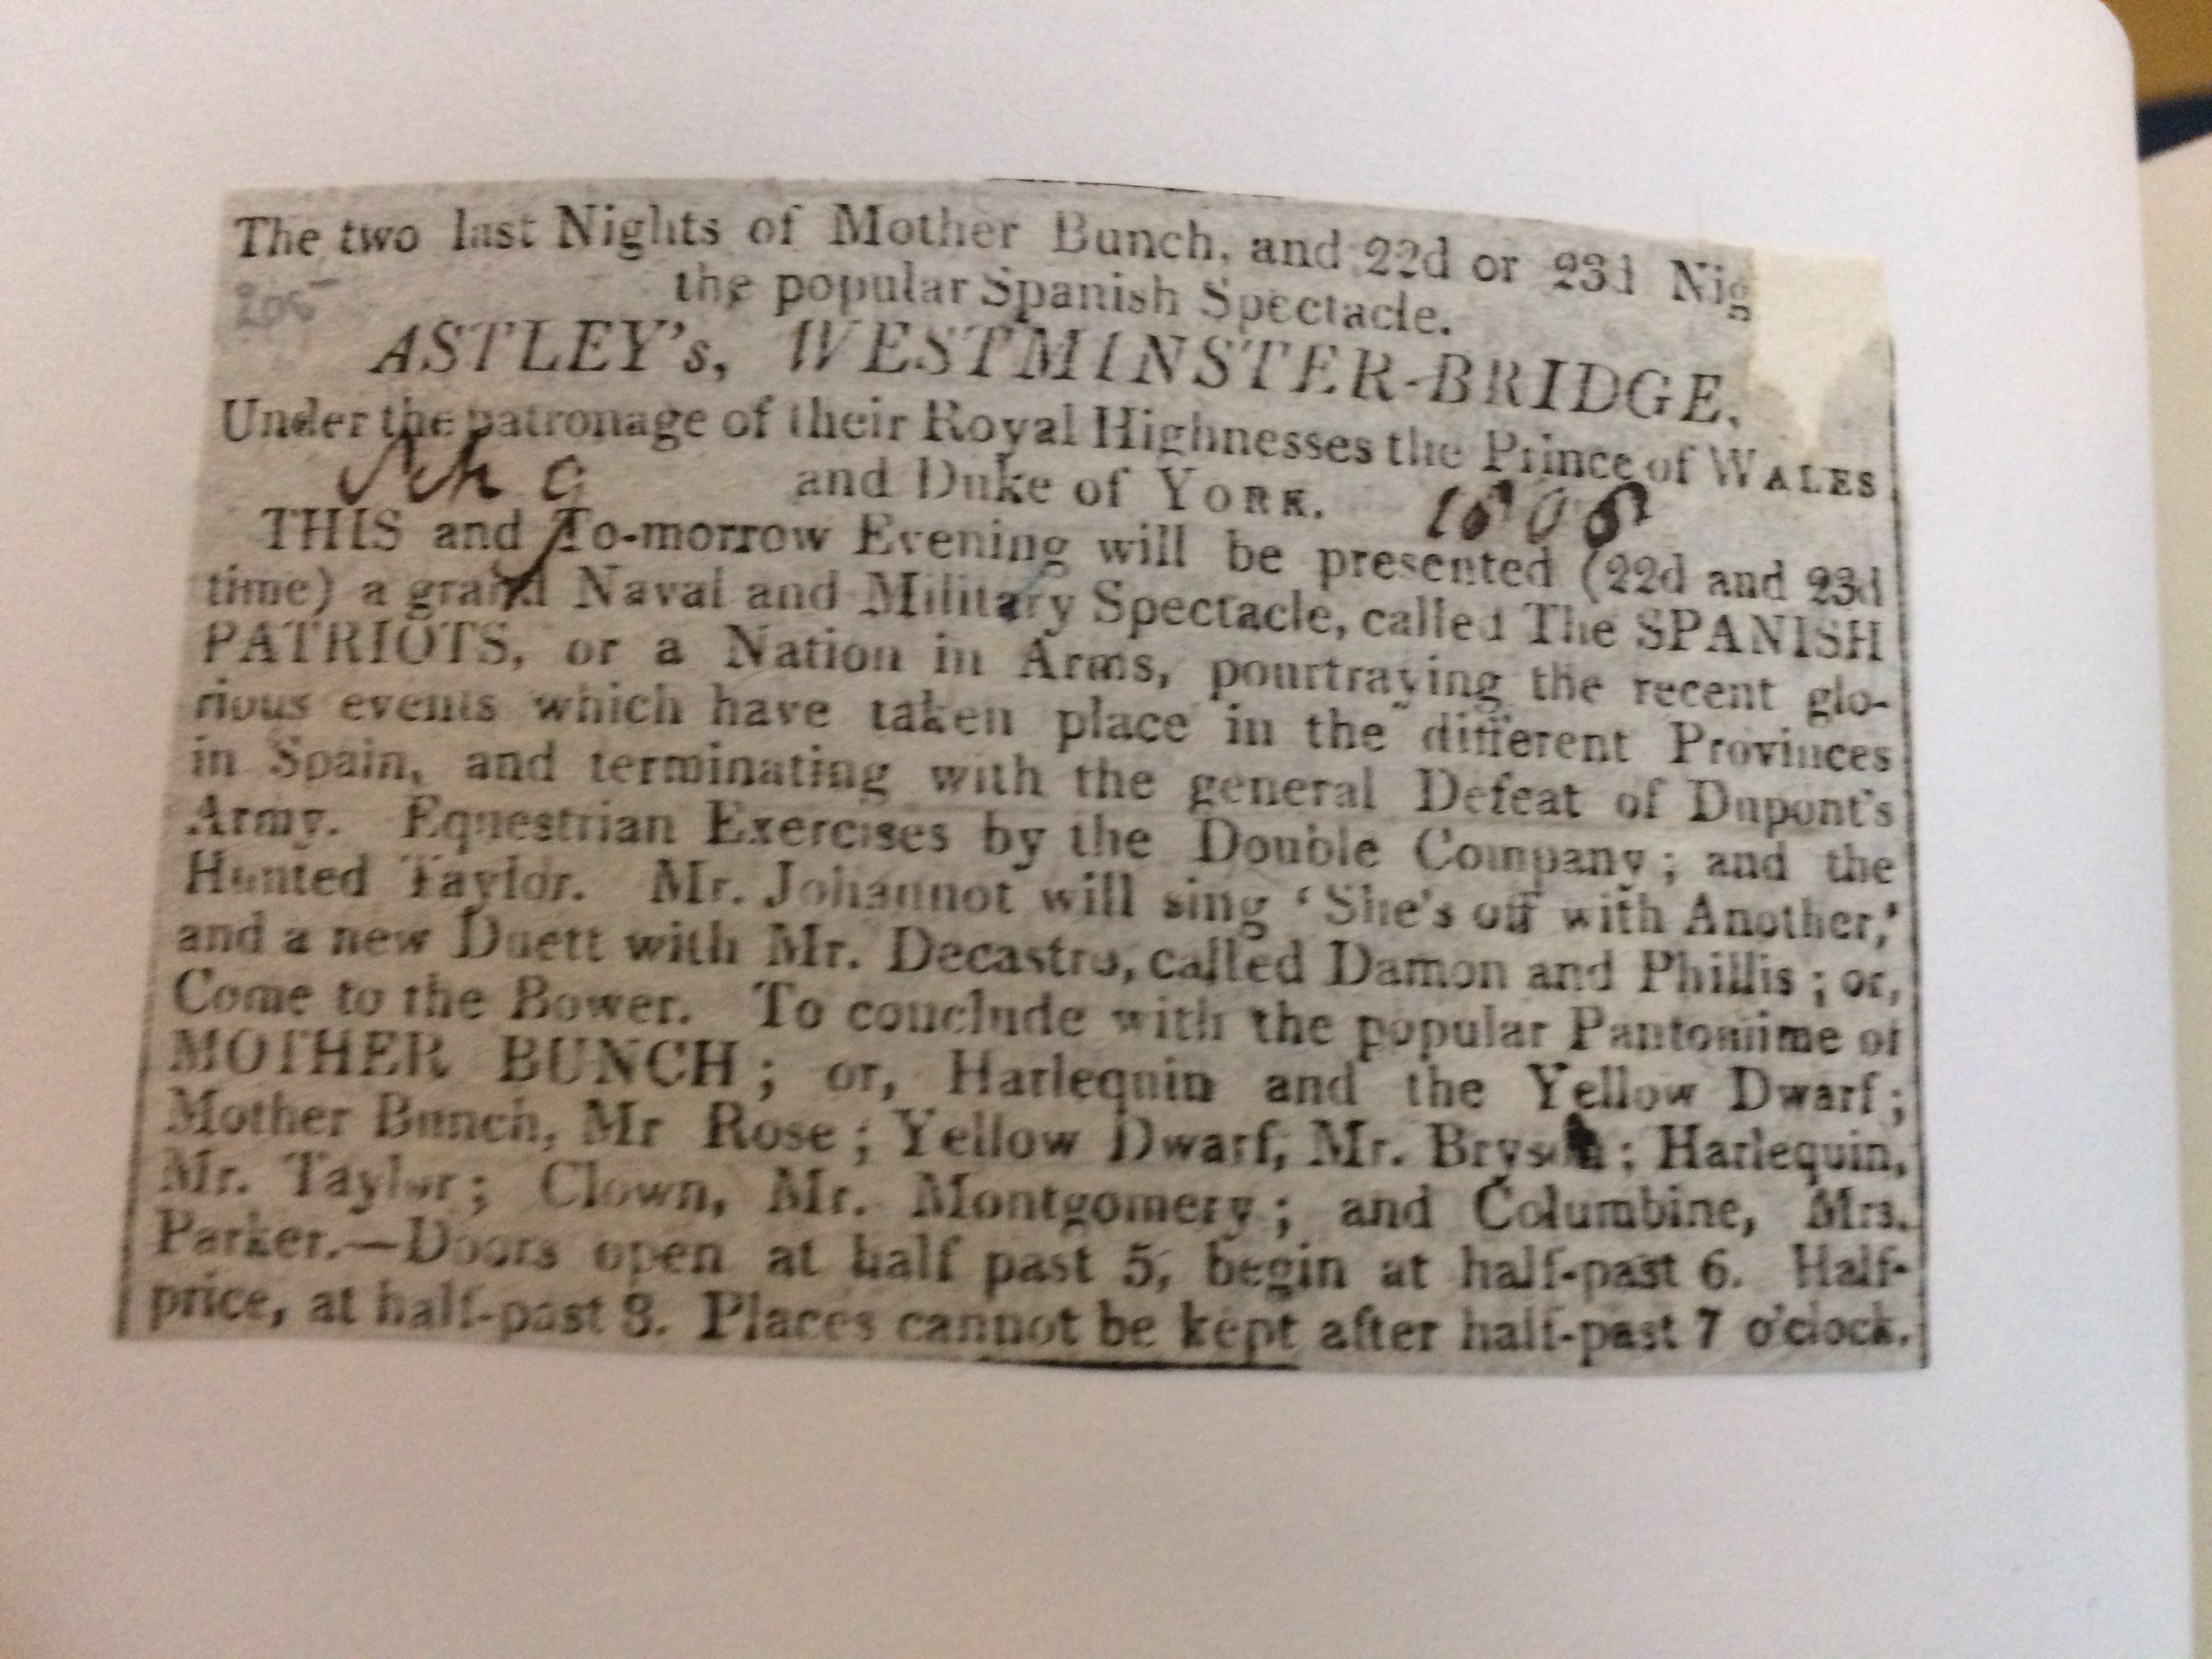 The two last Nights of Mother Bunch, and 22d or 23d Nig
the popular Spanish Spectacle.
205
ASTLEY's, WESTMINSTER-BRIDGE.
Under the patronage of their Royal Highnesses the Prince of WALES
and Duke of YORK. 1808
THIS and To-morrow Evening will be presented (22d and 23d
time) a grand Naval and Military Spectacle, called The SPANISH
PATRIOTS, or a Nation in Arms, pourtraying the recent glo-
rious events which have taken place in the different Provinces
in Spain, and terminating with the general Defeat of Dupont's
Army. Equestrian Exercises by the Double Company; and the
Hunted Taylor. Mr. Johannot will sing 'She's off with Another,'
and a new Duett with Mr. Decastro, called Damon and Phillis; or,
Come to the Bower. To conclude with the popular Pantomime of
MOTHER BUNCH; or, Harlequin and the Yellow Dwarf;
Mother Bunch, Mr Rose; Yellow Dwarf, Mr. Bryson; Harlequin,
Mr. Taylor; Clown, Mr. Montgomery; and Columbine, Mrs.
Parker.—Doors open at half past 5, begin at half-past 6. Half-
price, at half-past 8. Places cannot be kept after half-past 7 o'clock.